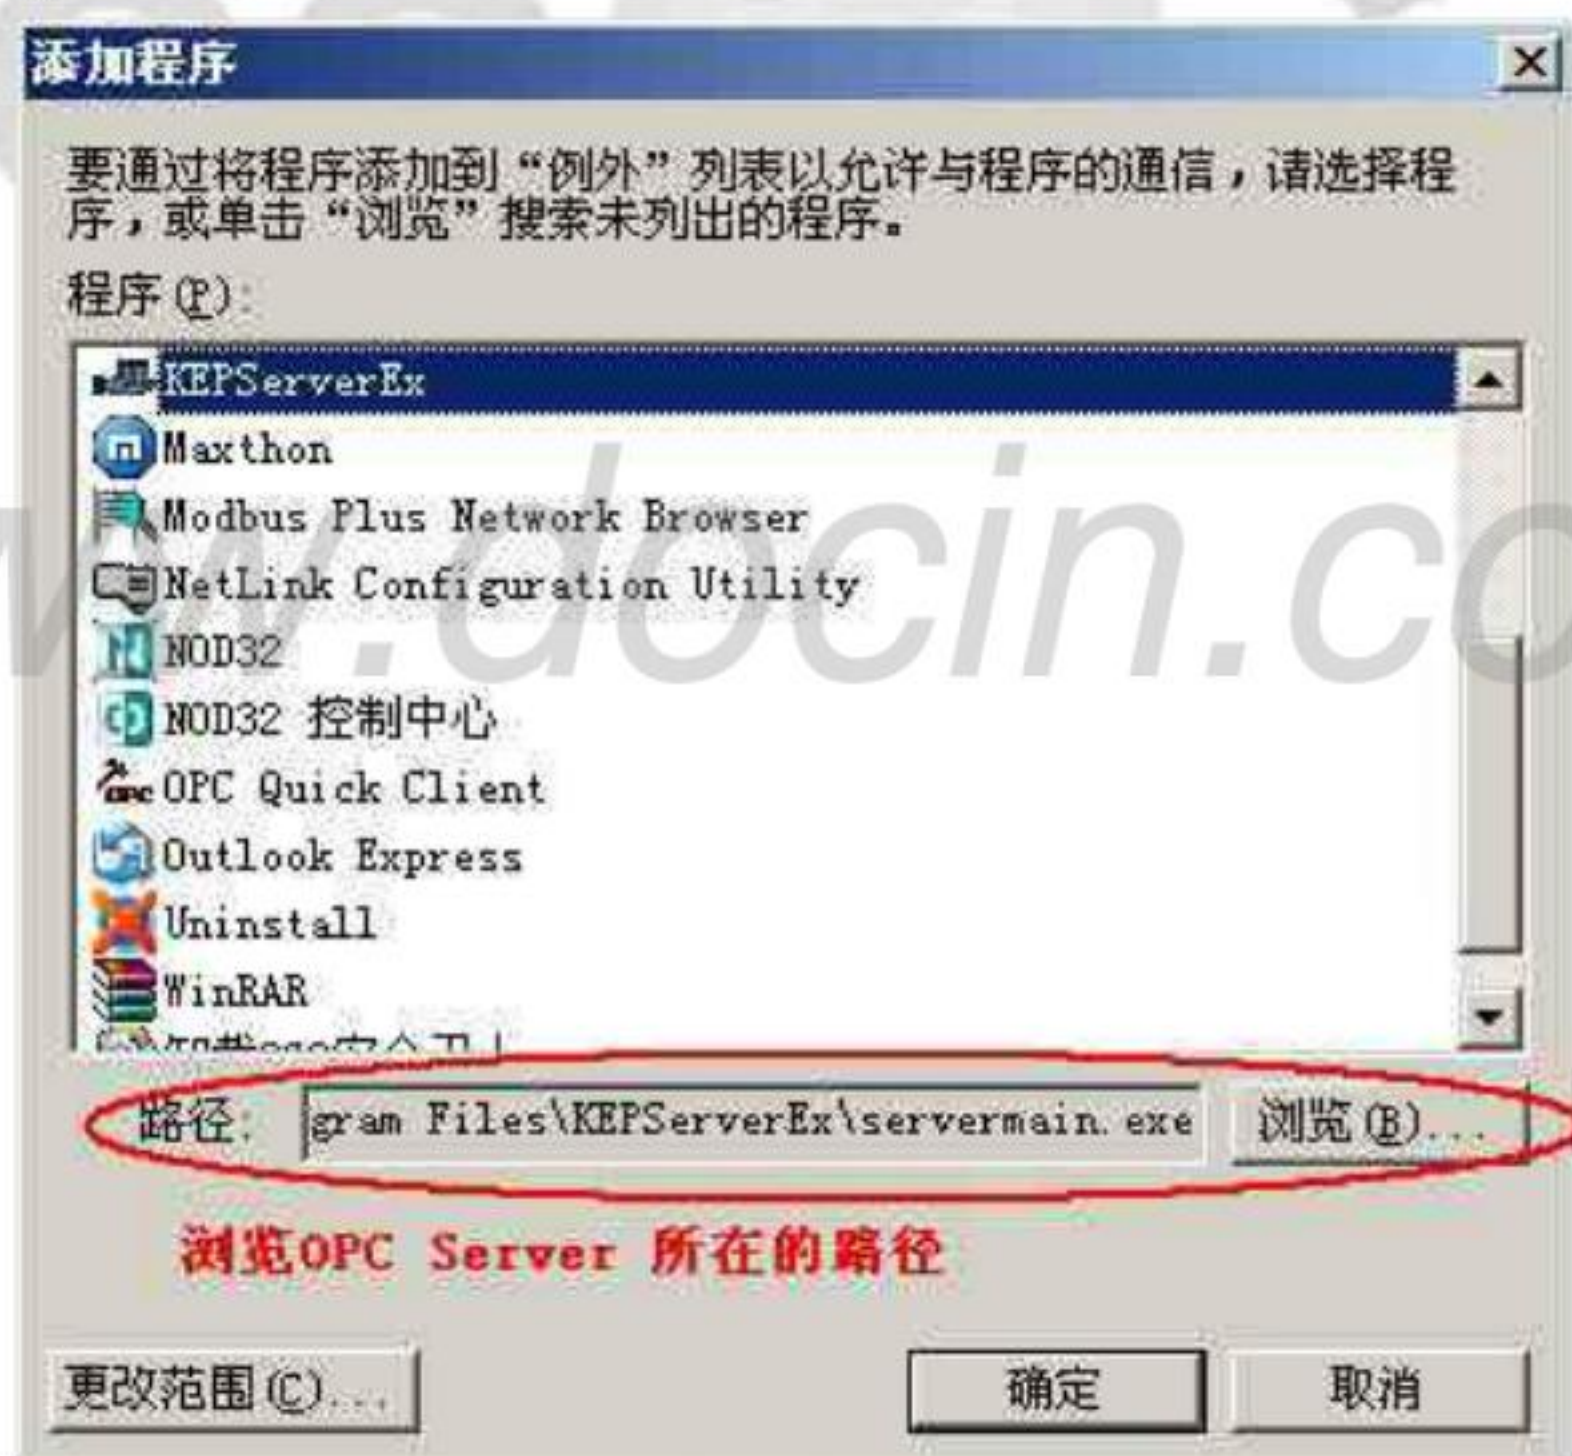 添加程序
要通过将程序添加到“例外”列表以允许与程序的通信，请选择程
序，或单击“浏览”搜索未列出的程序。
程序(P):
KEPServerEx
Maxthon
Modbus Plus Network Browser
NetLink Configuration Utility
NOD32
NOD32 控制中心
OPC Quick Client
Outlook Express
Uninstall
WinRAR
路径: gram Files\KEPServerEx\servermain.exe 浏览(B)...
浏览OPC Server 所在的路径
更改范围(C)... 确定 取消
w.docin.co